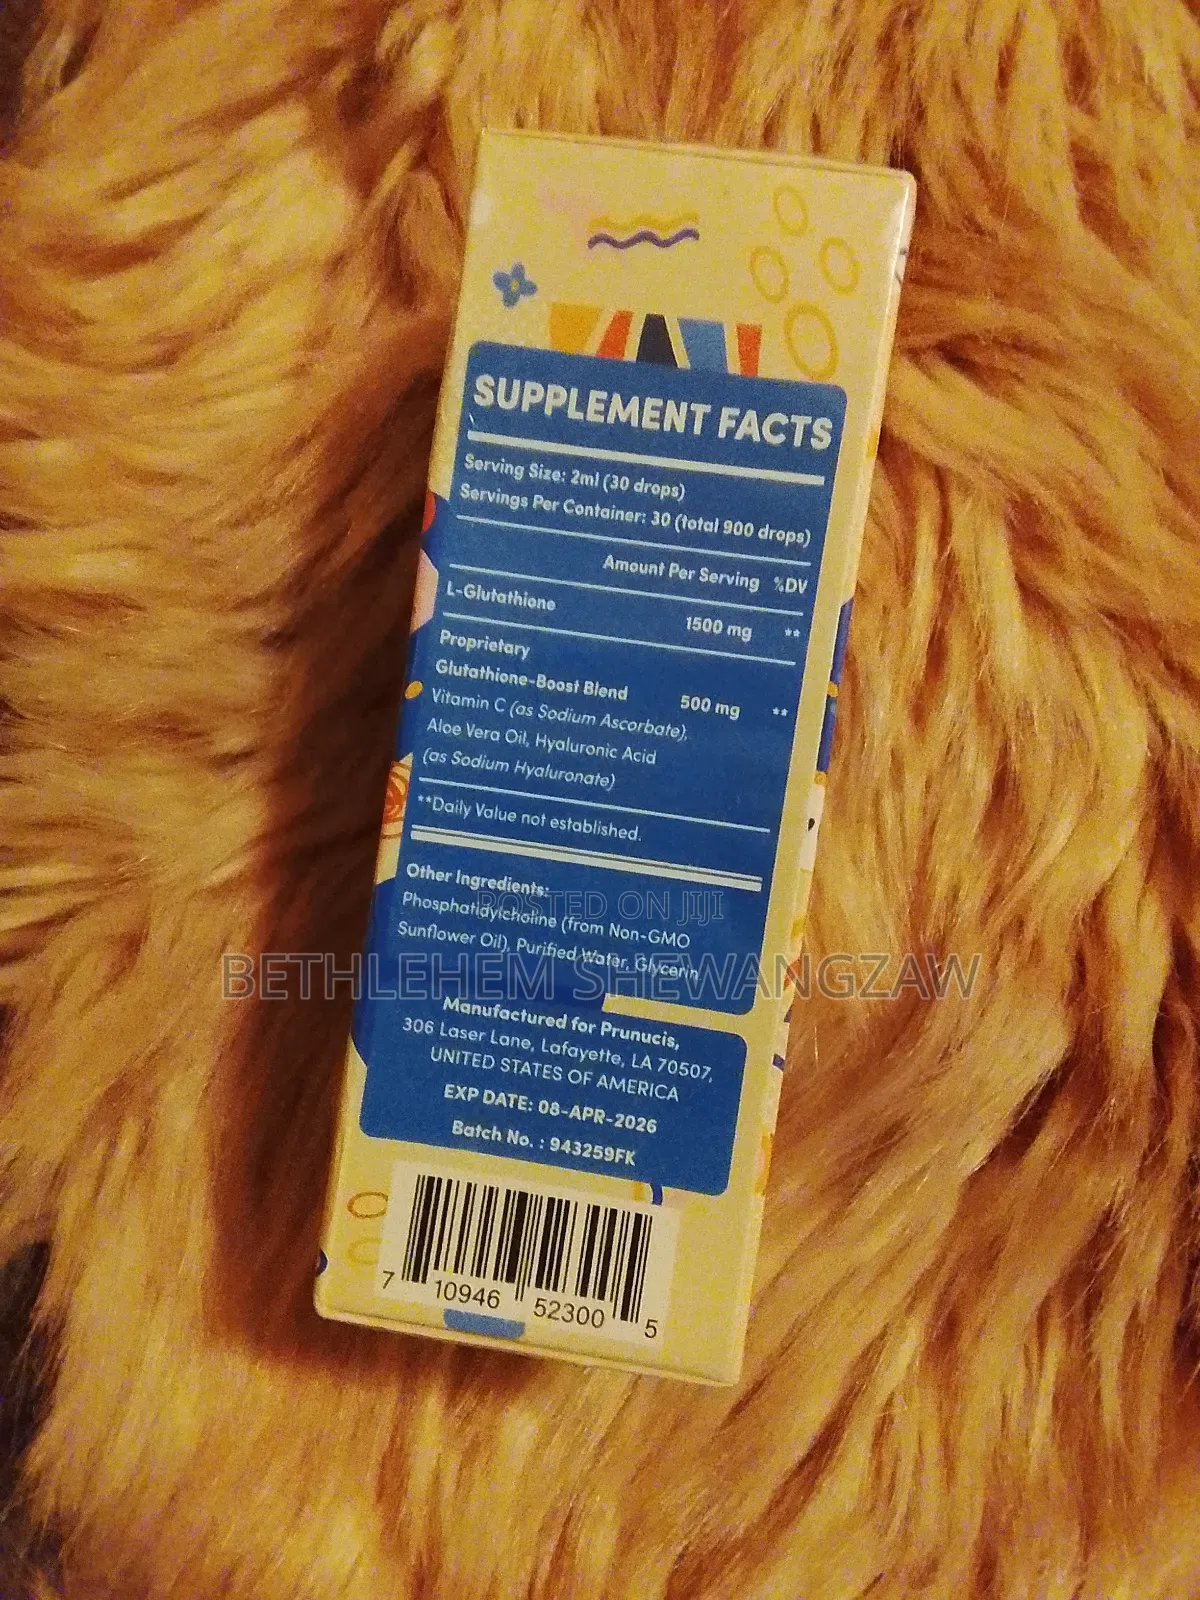 SUPPLEMENT FACTS
Serving Size: 2ml (30 drops)
Servings Per Container: 30 (total 900 drops)
Amount Per Serving %DV
L-Glutathione 1500 mg **
Proprietary
Glutathione-Boost Blend 500 mg **
Vitamin C (as Sodium Ascorbate),
Aloe Vera Oil, Hyaluronic Acid
(as Sodium Hyaluronate)
**Daily Value not established.
Other Ingredients:
Phosphatidylcholine (from Non-GMO
Sunflower Oil), Purified Water, Glycerin
POSTED ON JIJI
BETHLEHEM SHEWANGZAW
Manufactured for Prunucis,
306 Laser Lane, Lafayette, LA 70507,
UNITED STATES OF AMERICA
EXP DATE: 08-APR-2026
Batch No. : 943259FK
7 10946 52300 5